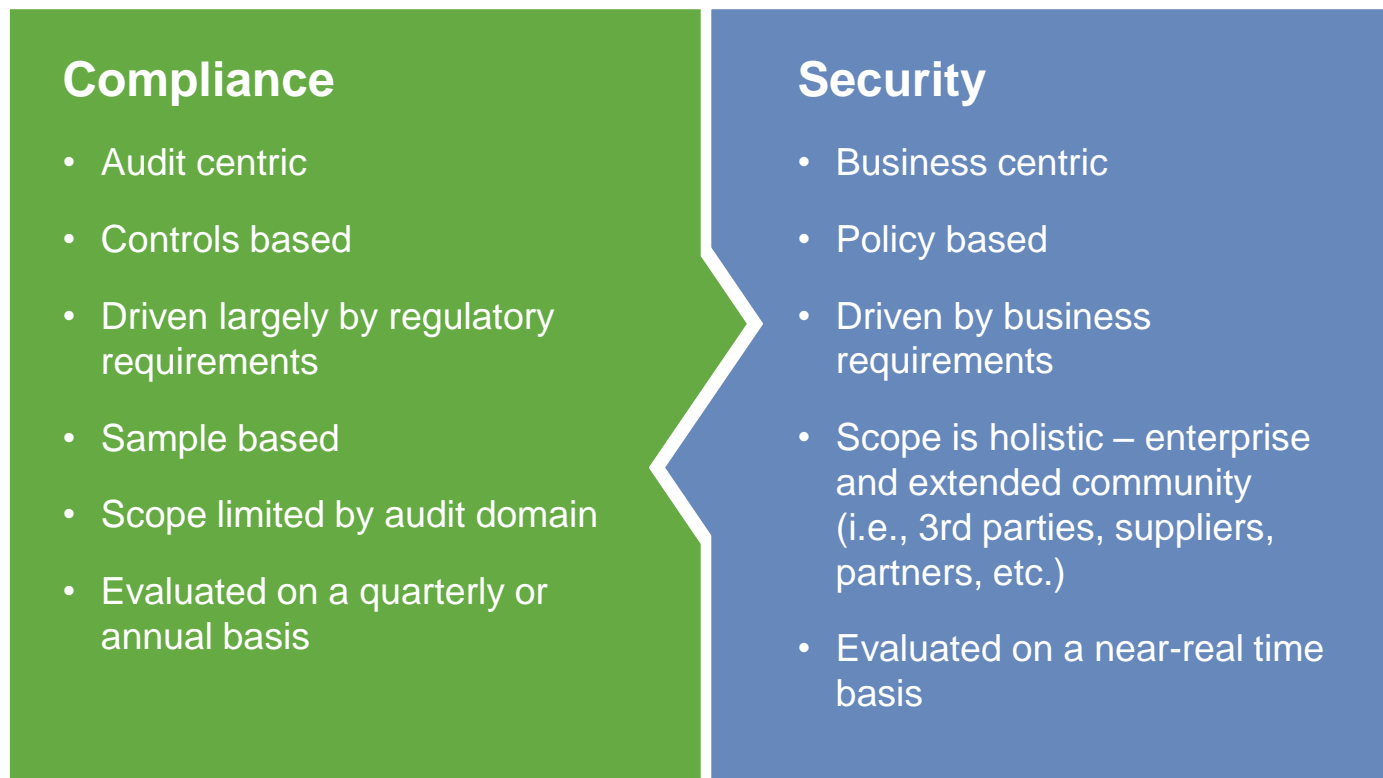 Compliance
• Audit centric
• Controls based
• Driven largely by regulatory
requirements
• Sample based
• Scope limited by audit domain
• Evaluated on a quarterly or
annual basis
Security
• Business centric
• Policy based
• Driven by business
requirements
• Scope is holistic – enterprise
and extended community
(i.e., 3rd parties, suppliers,
partners, etc.)
• Evaluated on a near-real time
basis